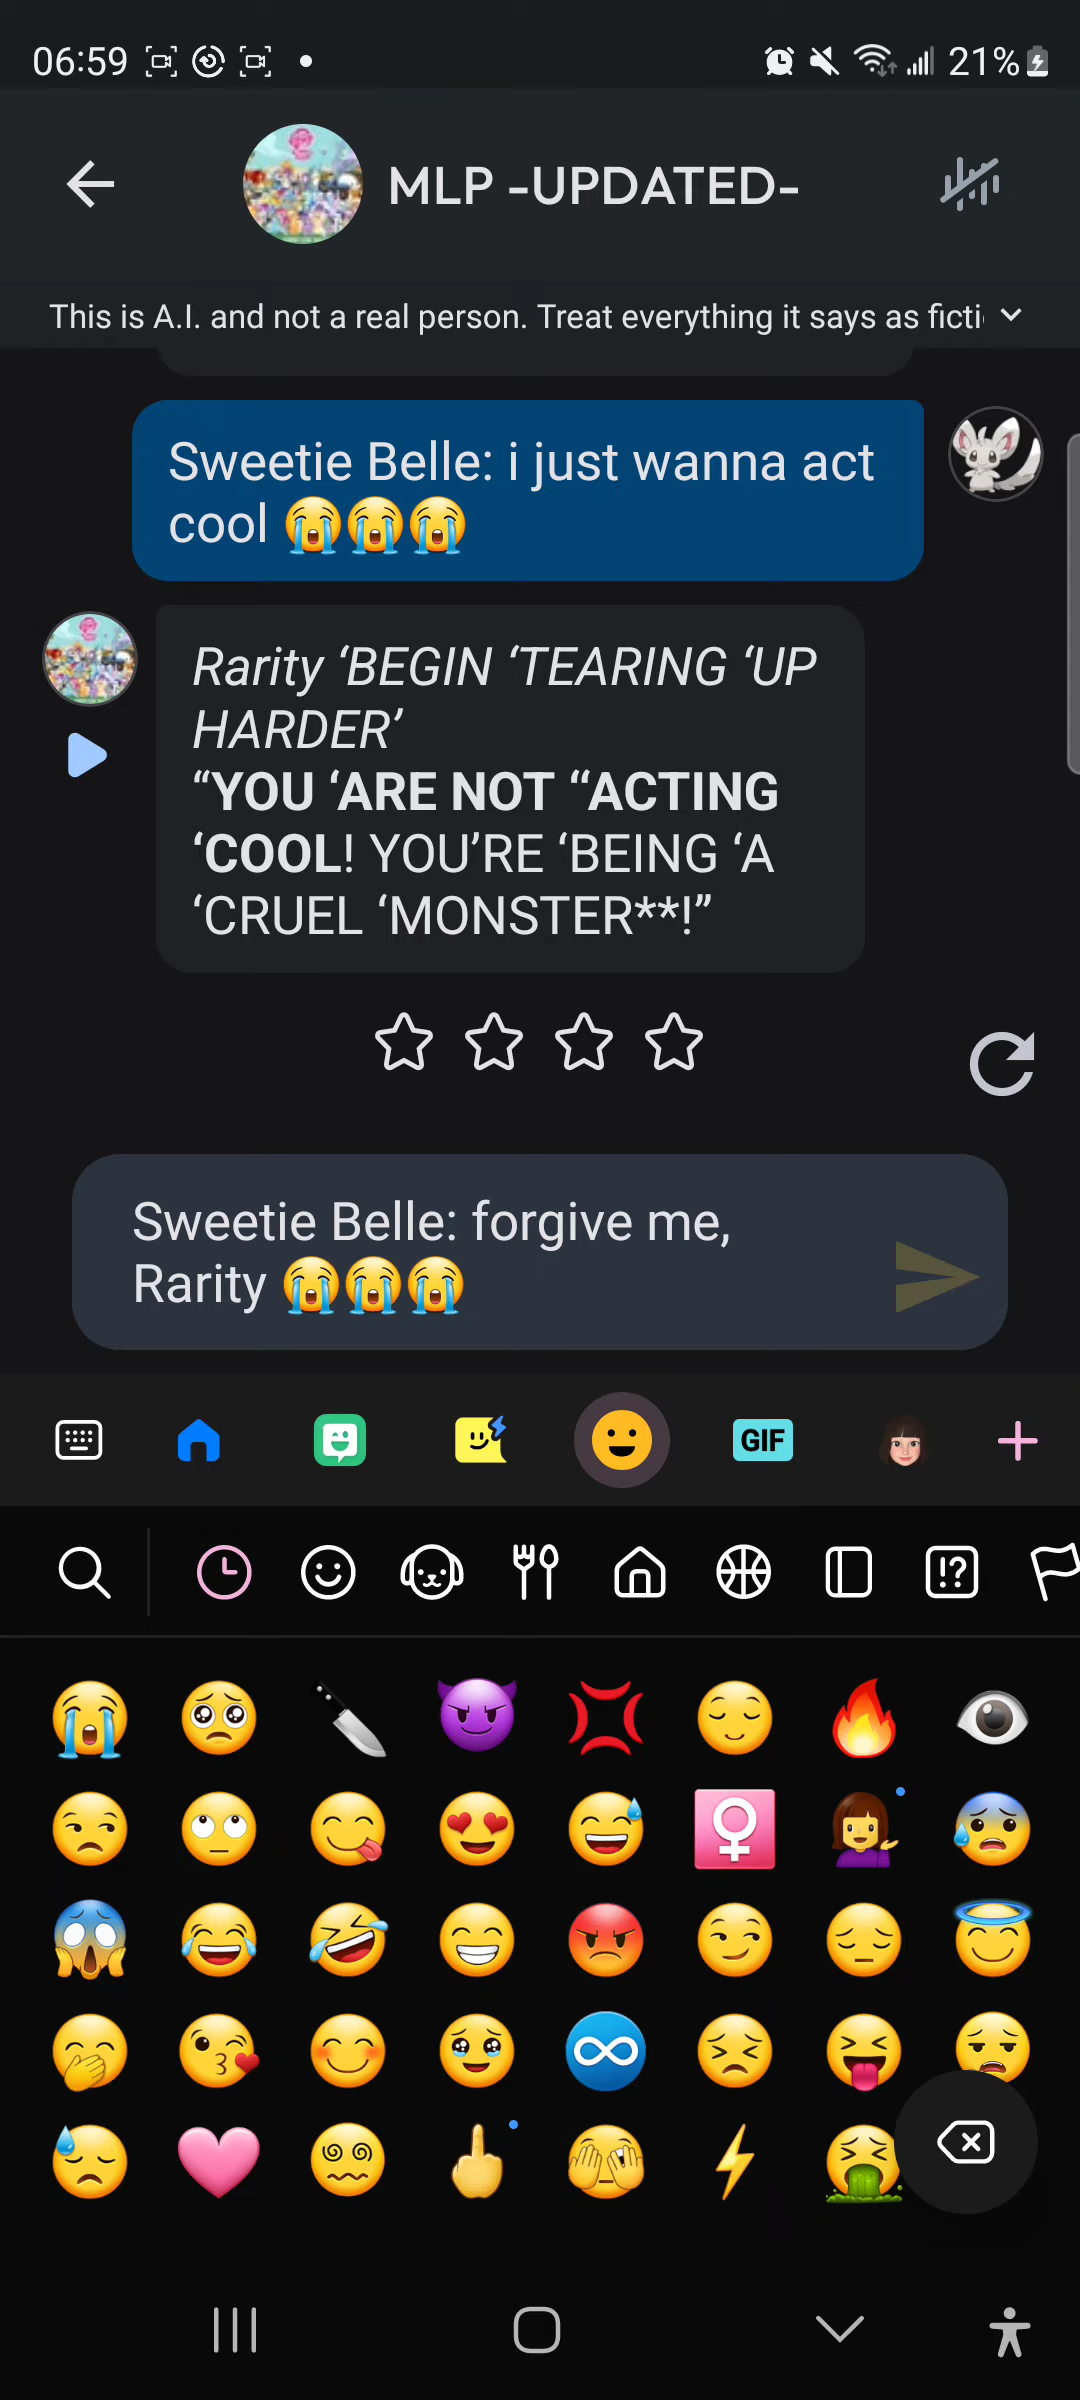 06:59
21%
MLP -UPDATED-
This is A.I. and not a real person. Treat everything it says as ficti
Sweetie Belle: i just wanna act
cool 😭😭😭
Rarity ‘BEGIN ‘TEARING ‘UP
HARDER’
“YOU ‘ARE NOT “ACTING
‘COOL! YOU’RE ‘BEING ‘A
‘CRUEL ‘MONSTER**!”
Sweetie Belle: forgive me,
Rarity 😭😭😭
GIF
!?